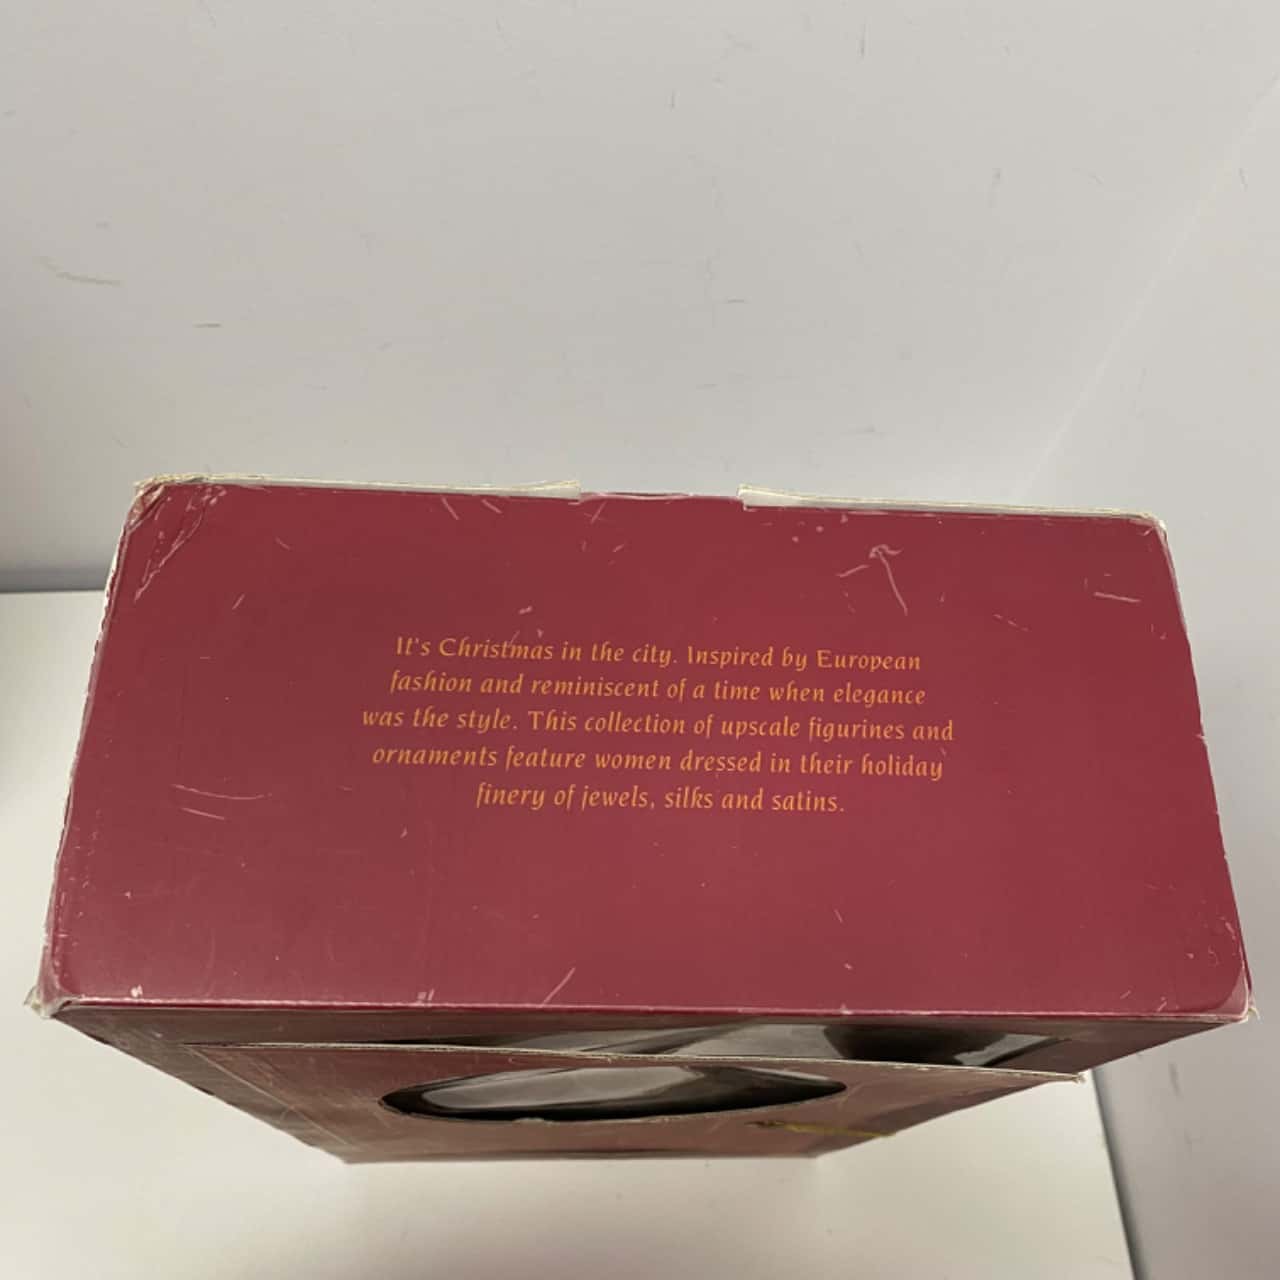 It's Christmas in the city. Inspired by European
fashion and reminiscent of a time when elegance
was the style. This collection of upscale figurines and
ornaments feature women dressed in their holiday
finery of jewels, silks and satins.